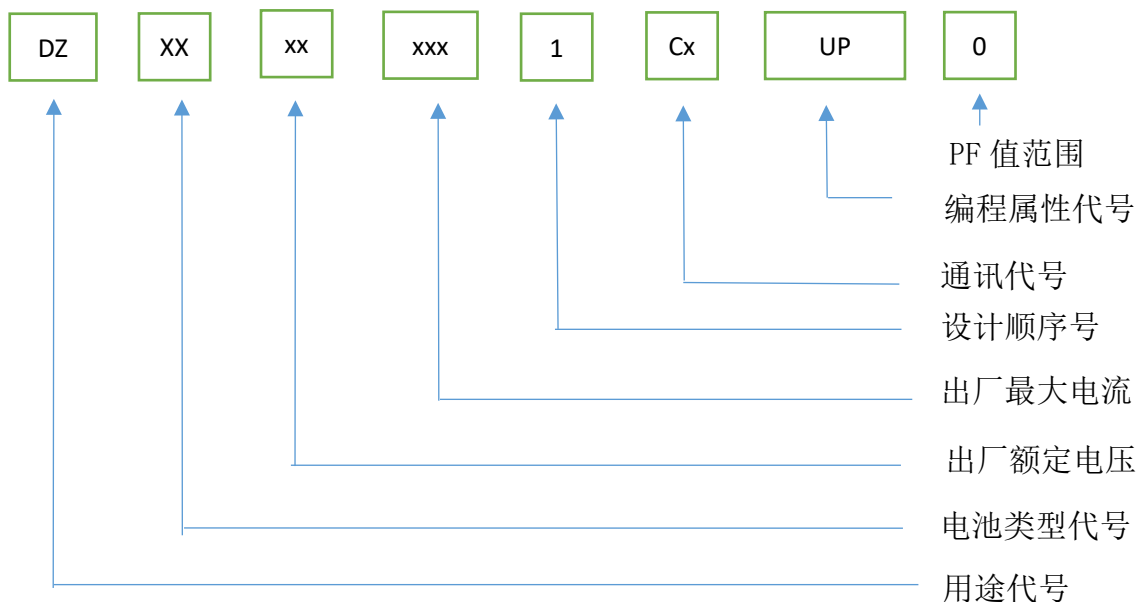 DZ XX xx xxx 1 Cx UP 0
PF 值范围
编程属性代号
通讯代号
设计顺序号
出厂最大电流
出厂额定电压
电池类型代号
用途代号